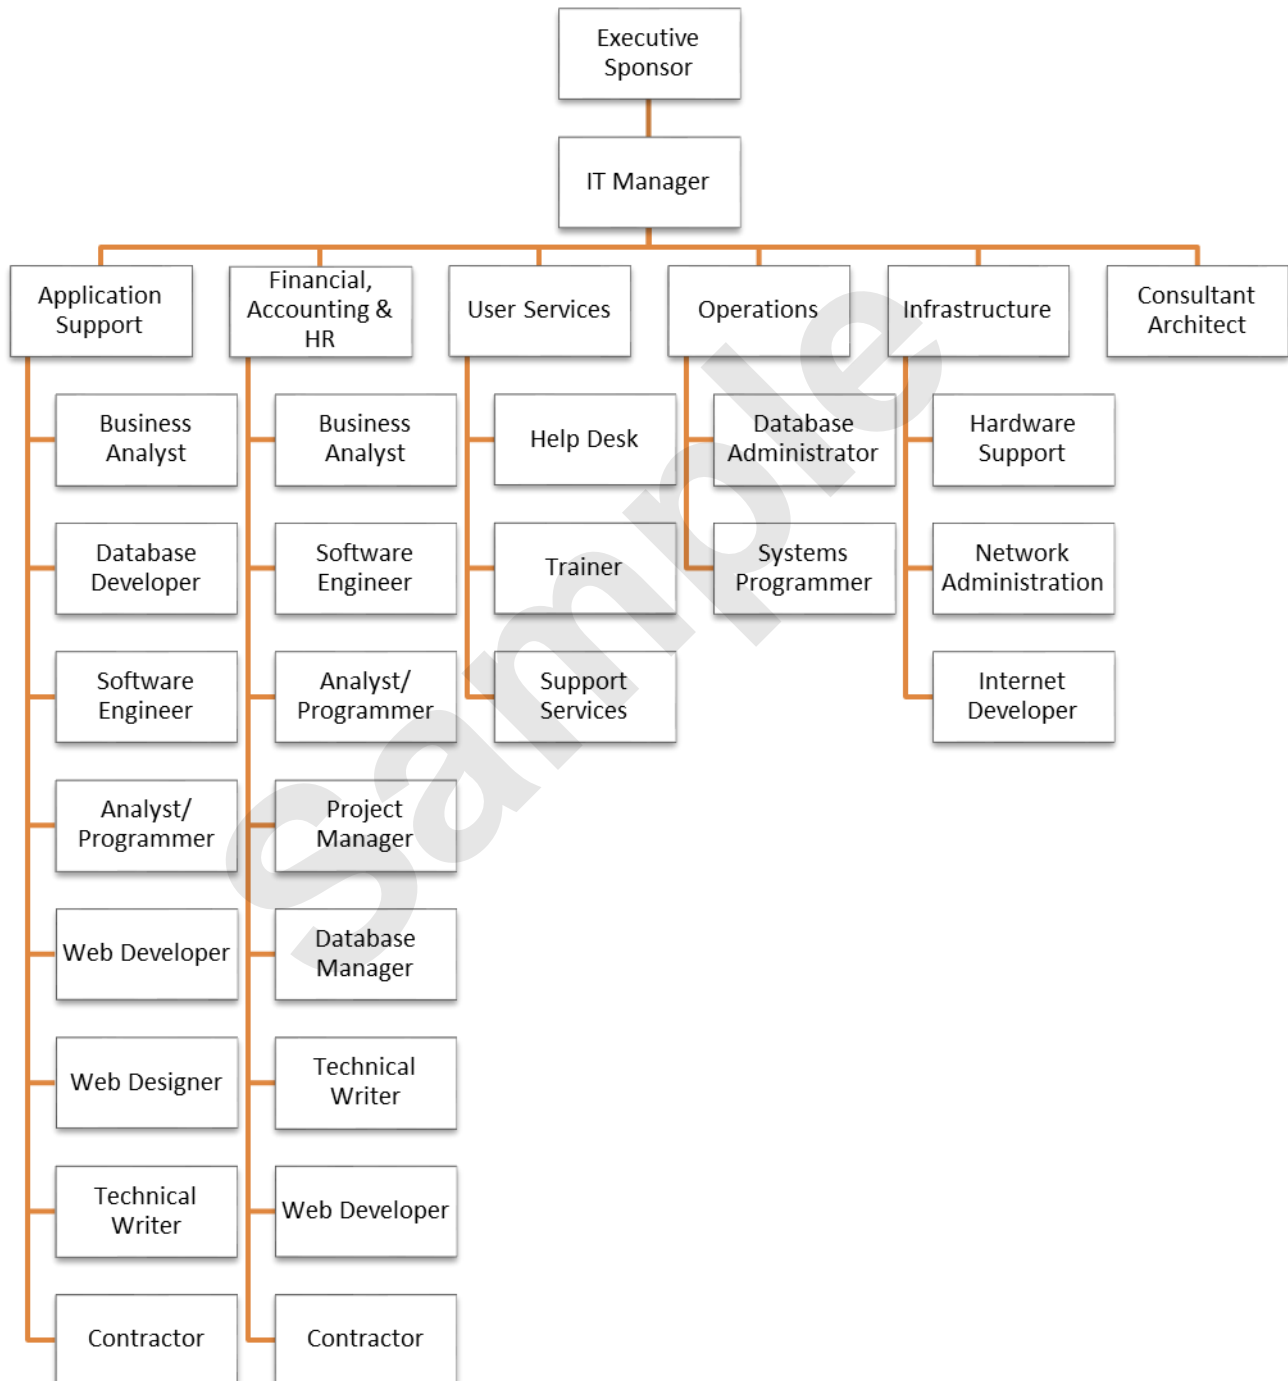 Executive
Sponsor
IT Manager
Application
Support
Financial,
Accounting &
HR
User Services
Operations
Infrastructure
Consultant
Architect
Business
Analyst
Database
Developer
Software
Engineer
Analyst/
Programmer
Web Developer
Web Designer
Technical
Writer
Contractor
Business
Analyst
Software
Engineer
Analyst/
Programmer
Project
Manager
Database
Manager
Technical
Writer
Web Developer
Contractor
Help Desk
Trainer
Support
Services
Database
Administrator
Systems
Programmer
Hardware
Support
Network
Administration
Internet
Developer
Sample